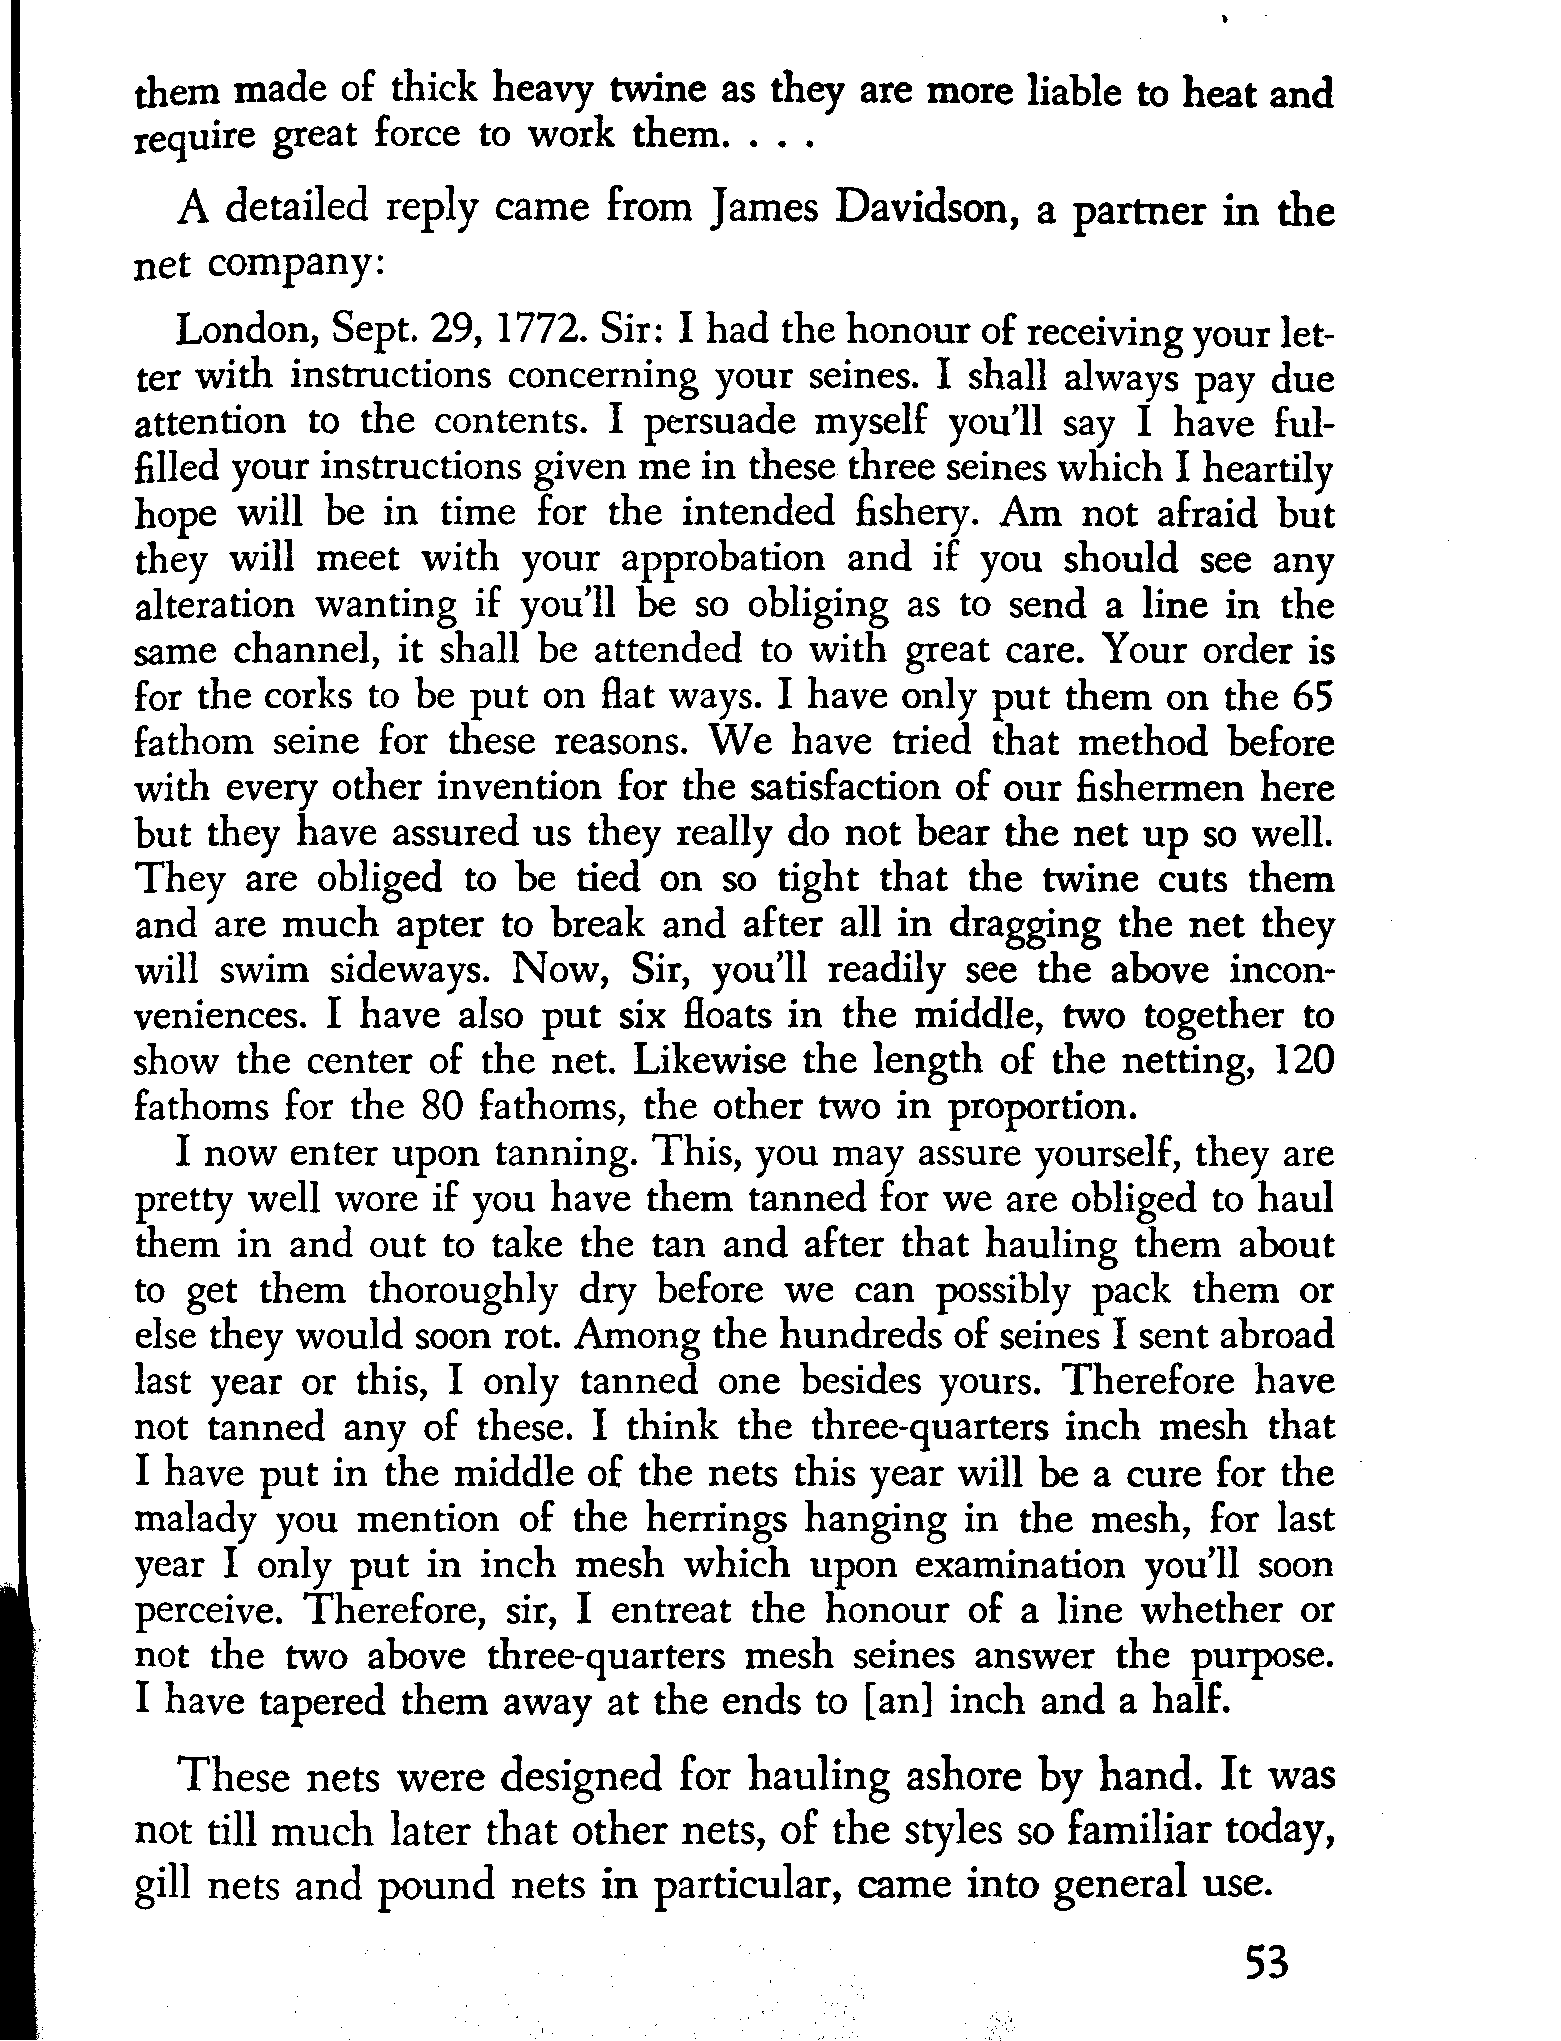 them made of thick heavy twine as they are more liable to heat and
require great force to work them. . . .
A detailed reply came from James Davidson, a partner in the
net company:
London, Sept. 29, 1772. Sir: I had the honour of receiving your let-
ter with instructions concerning your seines. I shall always pay due
attention to the contents. I persuade myself you'll say I have ful-
filled your instructions given me in these three seines which I heartily
hope will be in time for the intended fishery. Am not afraid but
they will meet with your approbation and if you should see any
alteration wanting if you'll be so obliging as to send a line in the
same channel, it shall be attended to with great care. Your order is
for the corks to be put on flat ways. I have only put them on the 65
fathom seine for these reasons. We have tried that method before
with every other invention for the satisfaction of our fishermen here
but they have assured us they really do not bear the net up so well.
They are obliged to be tied on so tight that the twine cuts them
and are much apter to break and after all in dragging the net they
will swim sideways. Now, Sir, you'll readily see the above incon-
veniences. I have also put six floats in the middle, two together to
show the center of the net. Likewise the length of the netting, 120
fathoms for the 80 fathoms, the other two in proportion.
I now enter upon tanning. This, you may assure yourself, they are
pretty well wore if you have them tanned for we are obliged to haul
them in and out to take the tan and after that hauling them about
to get them thoroughly dry before we can possibly pack them or
else they would soon rot. Among the hundreds of seines I sent abroad
last year or this, I only tanned one besides yours. Therefore have
not tanned any of these. I think the three-quarters inch mesh that
I have put in the middle of the nets this year will be a cure for the
malady you mention of the herrings hanging in the mesh, for last
year I only put in inch mesh which upon examination you'll soon
perceive. Therefore, sir, I entreat the honour of a line whether or
not the two above three-quarters mesh seines answer the purpose.
I have tapered them away at the ends to [an] inch and a half.
These nets were designed for hauling ashore by hand. It was
not till much later that other nets, of the styles so familiar today,
gill nets and pound nets in particular, came into general use.
53